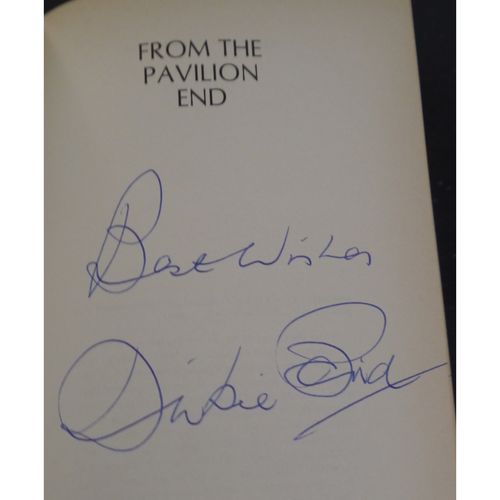 FROM THE
PAVILION
END
Best Wishes
Dickie Bird